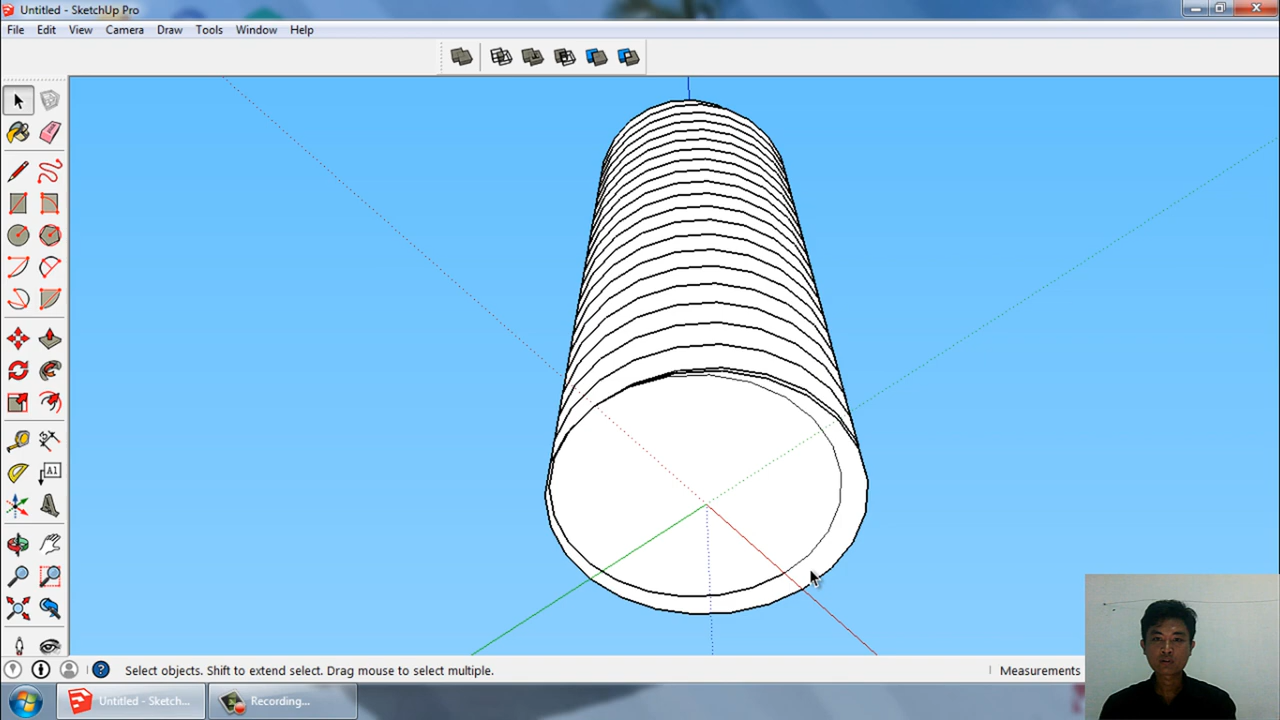 Untitled - SketchUp Pro
File Edit View Camera Draw Tools Window Help
A1
Select objects. Shift to extend select. Drag mouse to select multiple.
Measurements
Untitled - Sketch...
Recording...